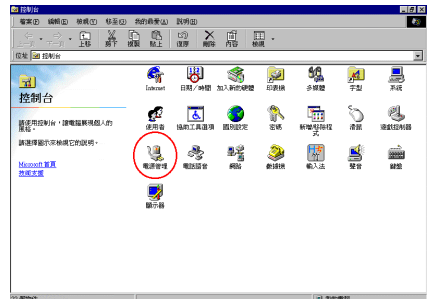 控制台
檔案(F) 編輯(E) 檢視(V) 移至(G) 我的最愛(A) 說明(H)
上一頁 下一頁 上移 剪下 複製 貼上 復原 刪除 內容 檢視
位址 控制台
控制台
請使用控制台，讓電腦展現個人的
風格。
請選擇圖示來檢視它的說明。
Microsoft 首頁
技術支援
Internet 日期/時間 加入新的硬體 印表機 多媒體 字型 系統
使用者 協助工具選項 國別設定 密碼 新增/移除程式 滑鼠 遊戲控制器
電源管理 電話語音 網路 數據機 輸入法 聲音 鍵盤
顯示器